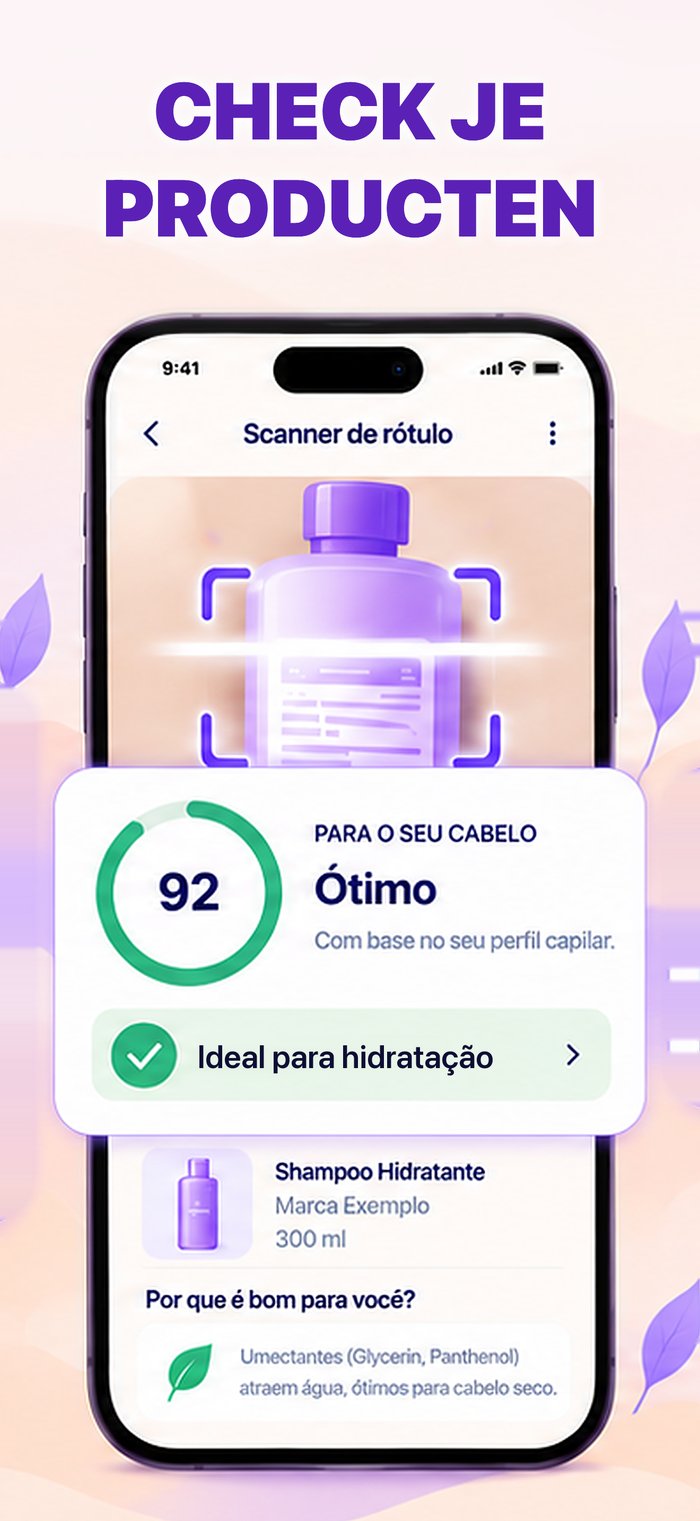 CHECK JE
PRODUCTEN
9:41
Scanner de rótulo
92
PARA O SEU CABELO
Ótimo
Com base no seu perfil capilar.
Ideal para hidratação
Shampoo Hidratante
Marca Exemplo
300 ml
Por que é bom para você?
Umectantes (Glycerin, Panthenol)
atraem água, ótimos para cabelo seco.